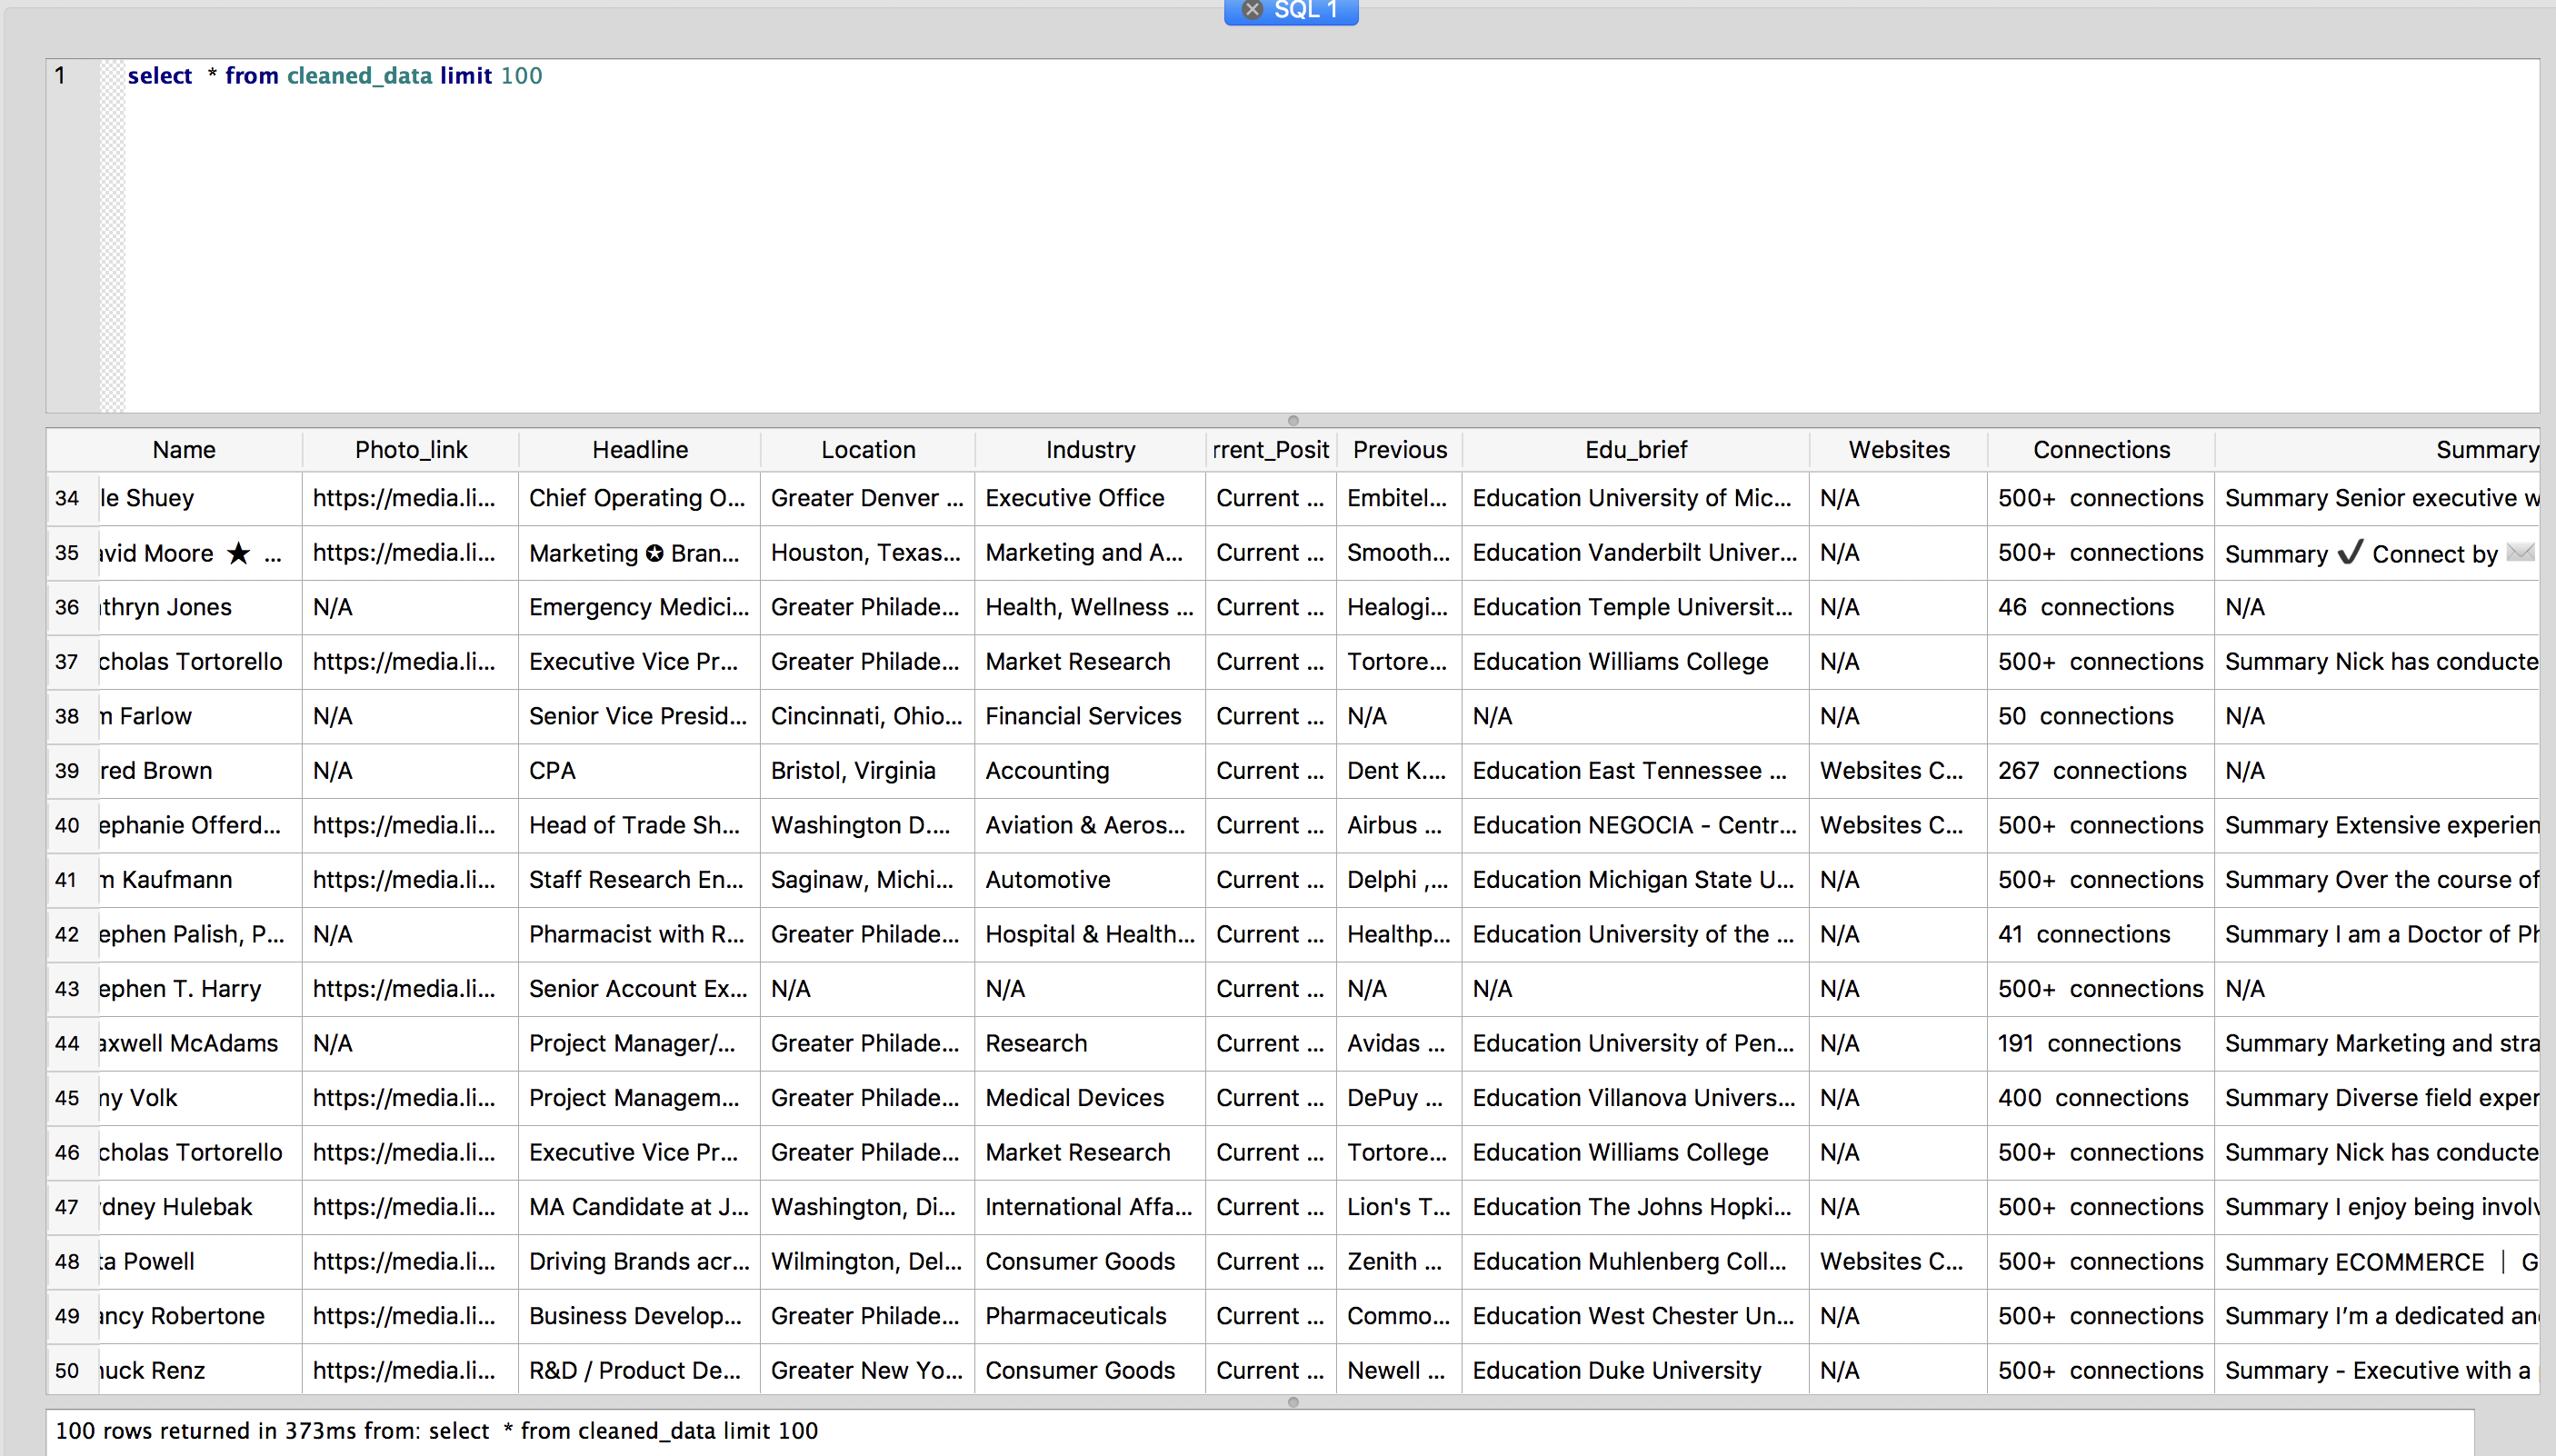 SQL 1
1 select * from cleaned_data limit 100
Name Photo_link Headline Location Industry rrent_Posit Previous Edu_brief Websites Connections Summary
34 le Shuey https://media.li... Chief Operating O... Greater Denver ... Executive Office Current ... Embitel... Education University of Mic... N/A 500+ connections Summary Senior executive w
35 avid Moore ★ ... https://media.li... Marketing ✪ Bran... Houston, Texas... Marketing and A... Current ... Smooth... Education Vanderbilt Univer... N/A 500+ connections Summary ✔ Connect by ✉
36 thryn Jones N/A Emergency Medici... Greater Philade... Health, Wellness ... Current ... Healogi... Education Temple Universit... N/A 46 connections N/A
37 cholas Tortorello https://media.li... Executive Vice Pr... Greater Philade... Market Research Current ... Tortore... Education Williams College N/A 500+ connections Summary Nick has conducte
38 m Farlow N/A Senior Vice Presid... Cincinnati, Ohio... Financial Services Current ... N/A N/A N/A 50 connections N/A
39 red Brown N/A CPA Bristol, Virginia Accounting Current ... Dent K.... Education East Tennessee ... Websites C... 267 connections N/A
40 ephanie Offerd... https://media.li... Head of Trade Sh... Washington D.... Aviation & Aeros... Current ... Airbus ... Education NEGOCIA - Centr... Websites C... 500+ connections Summary Extensive experien
41 m Kaufmann https://media.li... Staff Research En... Saginaw, Michi... Automotive Current ... Delphi ,... Education Michigan State U... N/A 500+ connections Summary Over the course of
42 ephen Palish, P... N/A Pharmacist with R... Greater Philade... Hospital & Health... Current ... Healthp... Education University of the ... N/A 41 connections Summary I am a Doctor of Ph
43 ephen T. Harry https://media.li... Senior Account Ex... N/A N/A Current ... N/A N/A N/A 500+ connections N/A
44 axwell McAdams N/A Project Manager/... Greater Philade... Research Current ... Avidas ... Education University of Pen... N/A 191 connections Summary Marketing and stra
45 my Volk https://media.li... Project Managem... Greater Philade... Medical Devices Current ... DePuy ... Education Villanova Univers... N/A 400 connections Summary Diverse field exper
46 cholas Tortorello https://media.li... Executive Vice Pr... Greater Philade... Market Research Current ... Tortore... Education Williams College N/A 500+ connections Summary Nick has conducte
47 dney Hulebak https://media.li... MA Candidate at J... Washington, Di... International Affa... Current ... Lion's T... Education The Johns Hopki... N/A 500+ connections Summary I enjoy being involv
48 ta Powell https://media.li... Driving Brands acr... Wilmington, Del... Consumer Goods Current ... Zenith ... Education Muhlenberg Coll... Websites C... 500+ connections Summary ECOMMERCE | G
49 ancy Robertone https://media.li... Business Develop... Greater Philade... Pharmaceuticals Current ... Commo... Education West Chester Un... N/A 500+ connections Summary I’m a dedicated an
50 huck Renz https://media.li... R&D / Product De... Greater New Yo... Consumer Goods Current ... Newell ... Education Duke University N/A 500+ connections Summary - Executive with a
100 rows returned in 373ms from: select * from cleaned_data limit 100